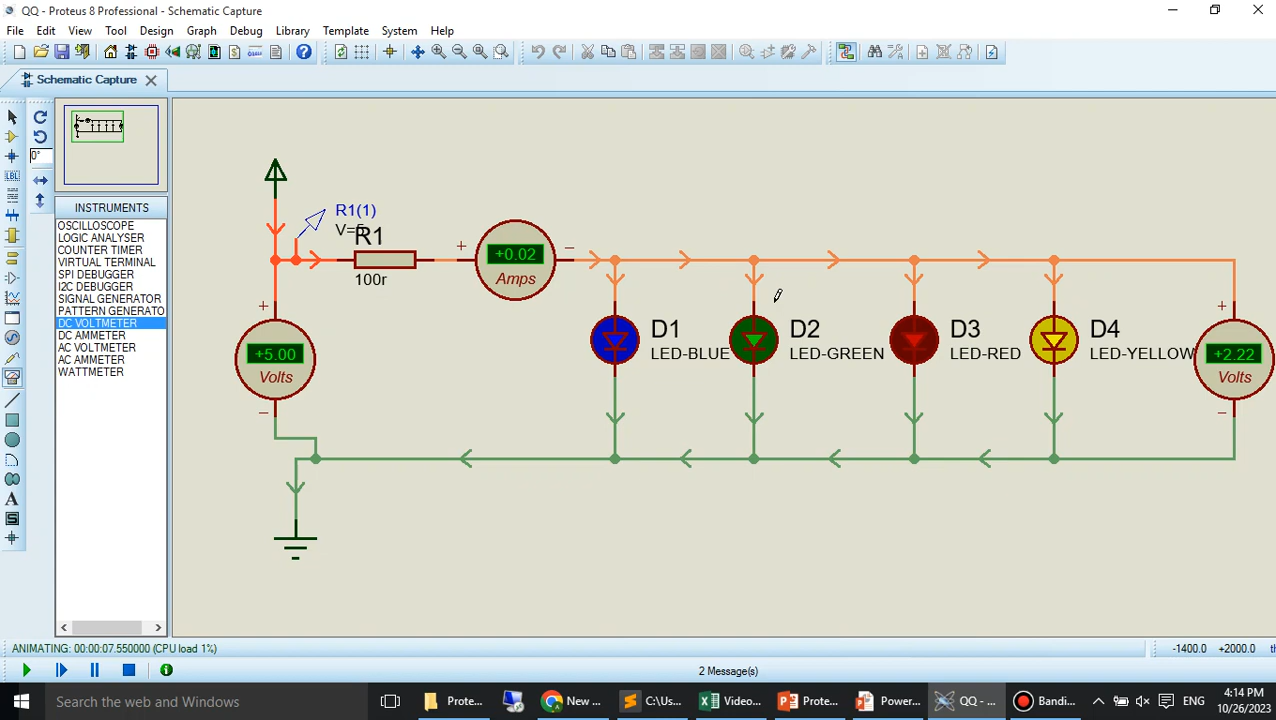 QQ - Proteus 8 Professional - Schematic Capture
File Edit View Tool Design Graph Debug Library Template System Help
Schematic Capture
LBL
0°
INSTRUMENTS
OSCILLOSCOPE
LOGIC ANALYSER
COUNTER TIMER
VIRTUAL TERMINAL
SPI DEBUGGER
I2C DEBUGGER
SIGNAL GENERATOR
PATTERN GENERATO
DC VOLTMETER
DC AMMETER
AC VOLTMETER
AC AMMETER
WATTMETER
R1(1)
V=5
R1
100r
+
+0.02
Amps
−
+
+5.00
Volts
−
D1
LED-BLUE
D2
LED-GREEN
D3
LED-RED
D4
LED-YELLOW
+
+2.22
Volts
−
ANIMATING: 00:00:07.550000 (CPU load 1%)
-1400.0 +2000.0 th
2 Message(s)
Search the web and Windows
Prote...
New ...
C:\Us...
Video...
Prote...
Power...
QQ - ...
Bandi...
ENG
4:14 PM
10/26/2023